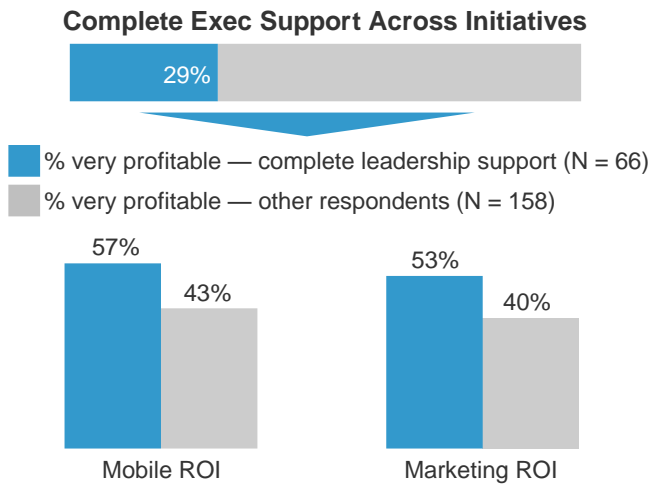 Complete Exec Support Across Initiatives
29%
% very profitable — complete leadership support (N = 66)
% very profitable — other respondents (N = 158)
57%
43%
53%
40%
Mobile ROI
Marketing ROI